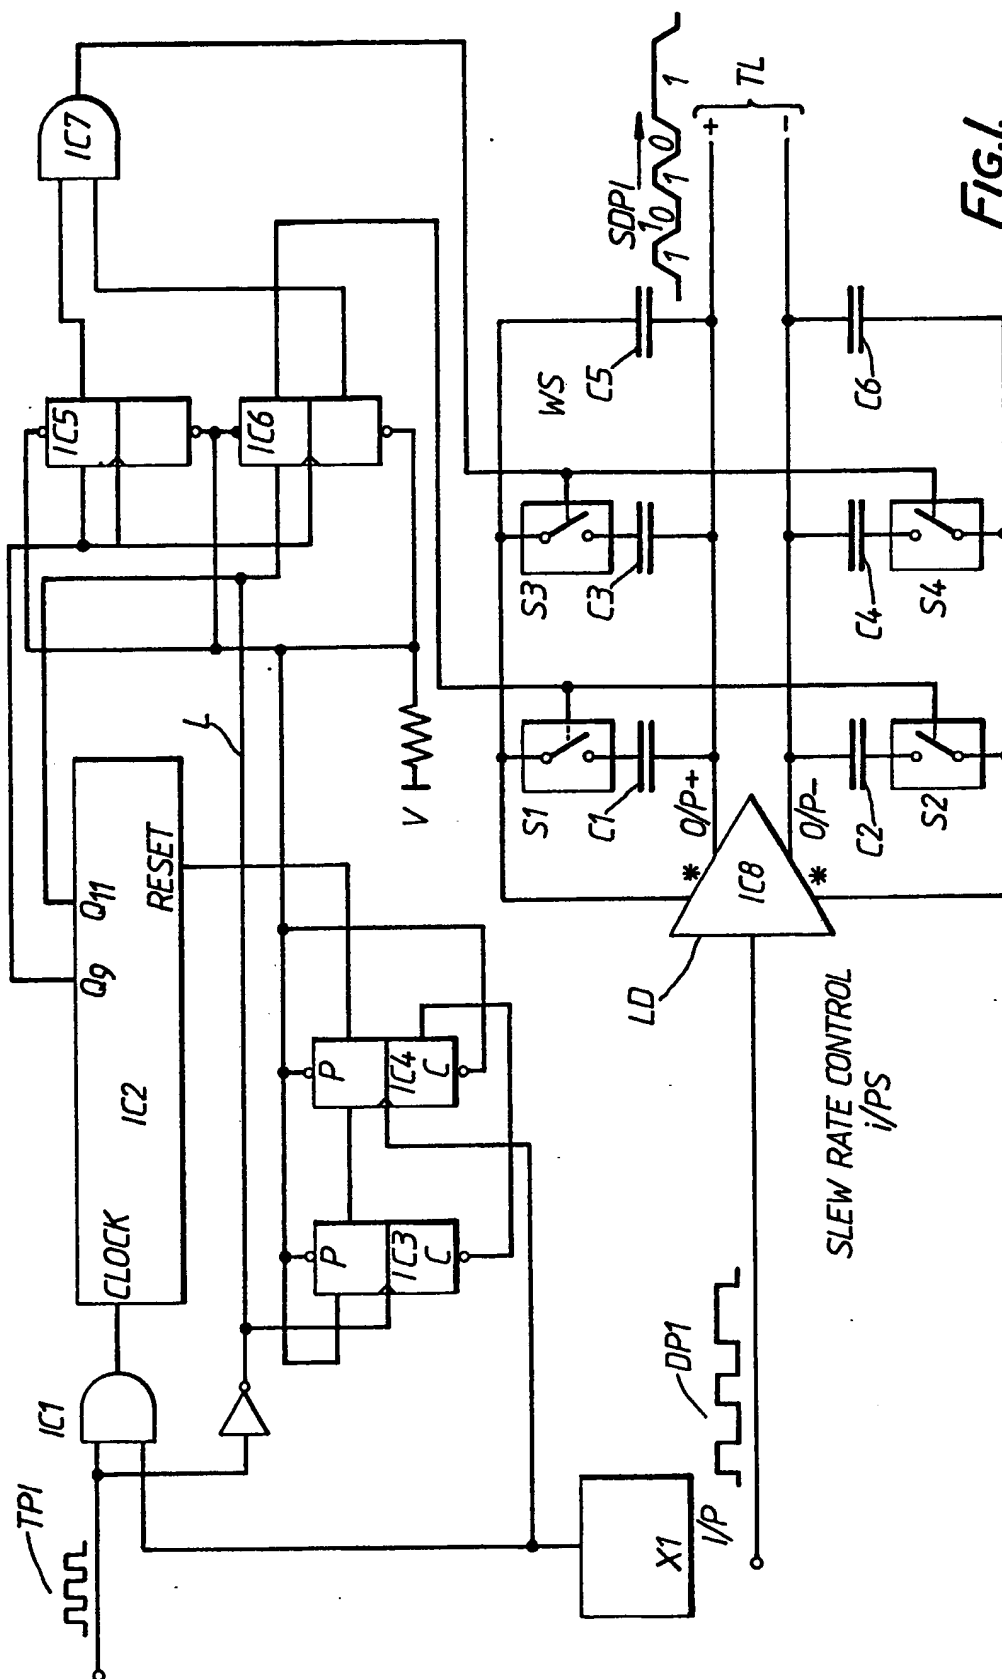 TP1
IC1
CLOCK
IC2
Q9
Q11
RESET
L
IC5
IC6
IC7
P
IC3
C
P
IC4
C
V
X1
I/P
DP1
SLEW RATE CONTROL
i/PS
LD
IC8
*
*
O/P+
O/P-
S1
C1
S3
C3
WS
C5
C2
S2
C4
S4
C6
SDP1
1 0 1 0 1 0 1
+
-
TL
FIG.1.